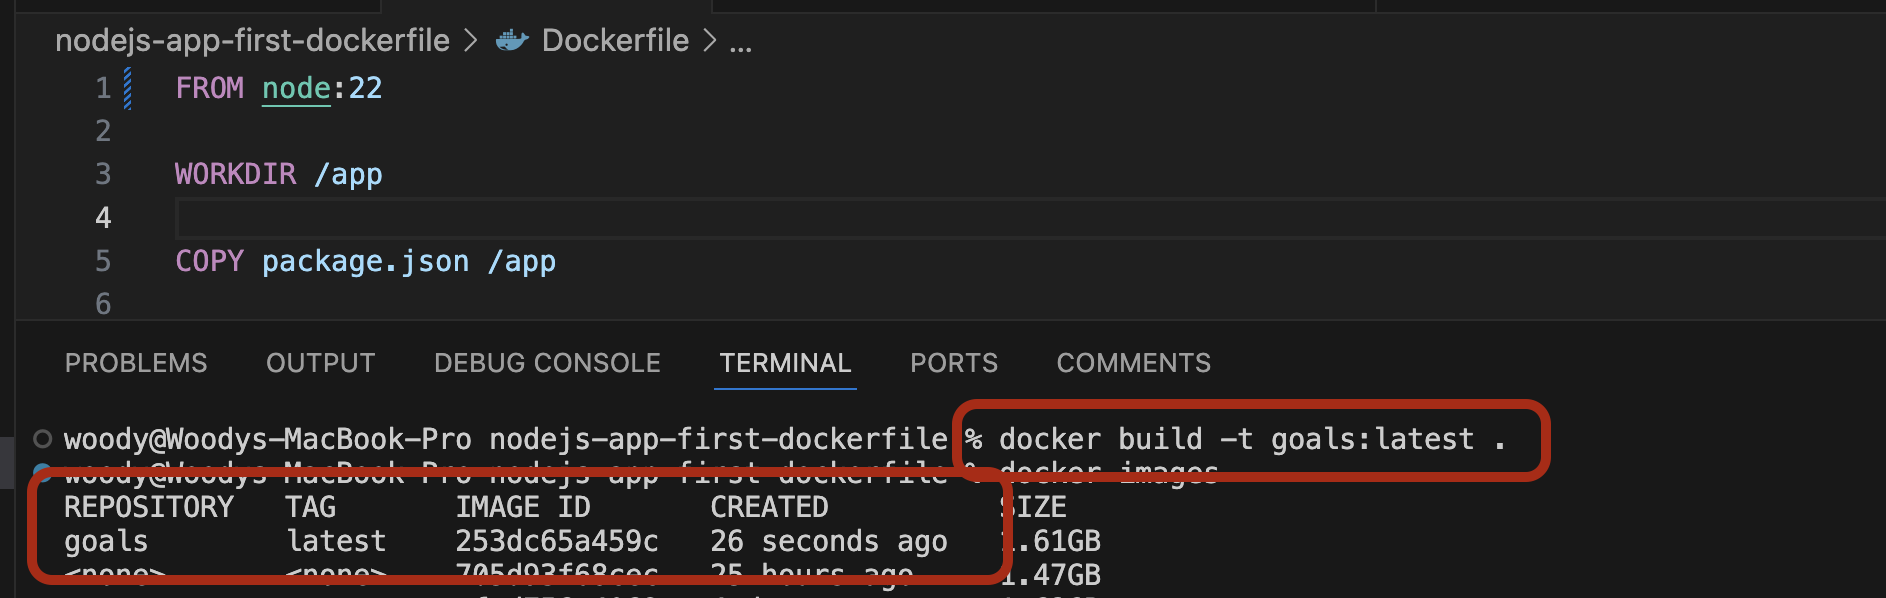 nodejs-app-first-dockerfile > Dockerfile > ...
1 FROM node:22
2
3 WORKDIR /app
4
5 COPY package.json /app
6
PROBLEMS OUTPUT DEBUG CONSOLE TERMINAL PORTS COMMENTS
woody@Woodys-MacBook-Pro nodejs-app-first-dockerfile % docker build -t goals:latest .
woody@Woodys-MacBook-Pro nodejs-app-first-dockerfile % docker images
REPOSITORY TAG IMAGE ID CREATED SIZE
goals latest 253dc65a459c 26 seconds ago 1.61GB
<none> <none> 705d93f68cec 25 hours ago 1.47GB